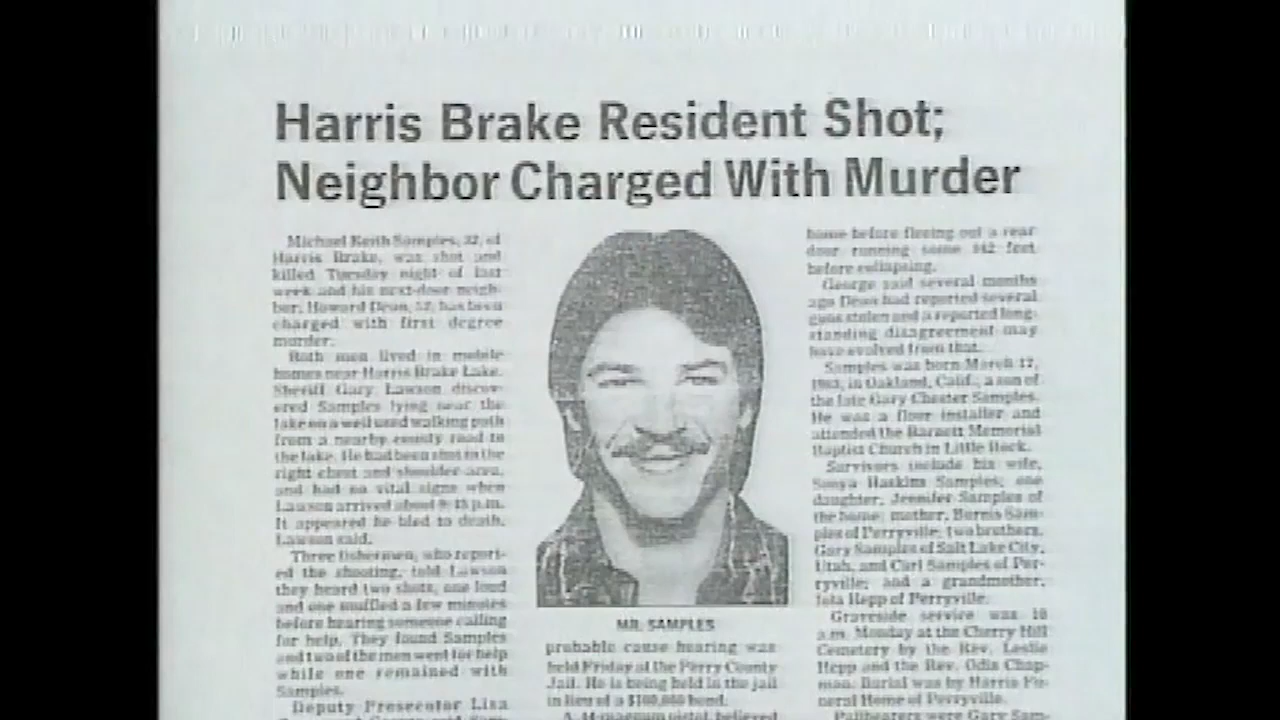 Harris Brake Resident Shot;
Neighbor Charged With Murder
Michael Keith Samples, 32, of
Harris Brake, was shot and
killed Tuesday night of last
week and his next-door neigh-
bor, Howard Dean, 52, has been
charged with first degree
murder.
Both men lived in mobile
homes near Harris Brake Lake.
Sheriff Gary Lawson discov-
ered Samples lying near the
lake on a well used walking path
from a nearby county road to
the lake. He had been shot in the
right chest and shoulder area,
and had no vital signs when
Lawson arrived about 9:15 p.m.
It appeared he bled to death,
Lawson said.
Three fishermen, who report-
ed the shooting, told Lawson
they heard two shots, one loud
and one muffled a few minutes
before hearing someone calling
for help. They found Samples
and two of the men went for help
while one remained with
Samples.
Deputy Prosecutor Lisa
MR. SAMPLES
probable cause hearing was
held Friday at the Perry County
Jail. He is being held in the jail
in lieu of a $100,000 bond.
A .44 magnum pistol, believed
home before fleeing out a rear
door running some 142 feet
before collapsing.
George said several months
ago Dean had reported several
guns stolen and a reported long-
standing disagreement may
have evolved from that.
Samples was born March 17,
1963, in Oakland, Calif., a son of
the late Gary Chester Samples.
He was a floor installer and
attended the Barnett Memorial
Baptist Church in Little Rock.
Survivors include his wife,
Sonya Haskins Samples; one
daughter, Jennifer Samples of
the home; mother, Bernis Sam-
ples of Perryville; two brothers,
Gary Samples of Salt Lake City,
Utah, and Carl Samples of Per-
ryville; and a grandmother,
Iola Hepp of Perryville.
Graveside service was 10
a.m. Monday at the Cherry Hill
Cemetery by the Rev. Leslie
Hepp and the Rev. Odis Chap-
man. Burial was by Harris Fu-
neral Home of Perryville.
Pallbearers were Gary Sam-